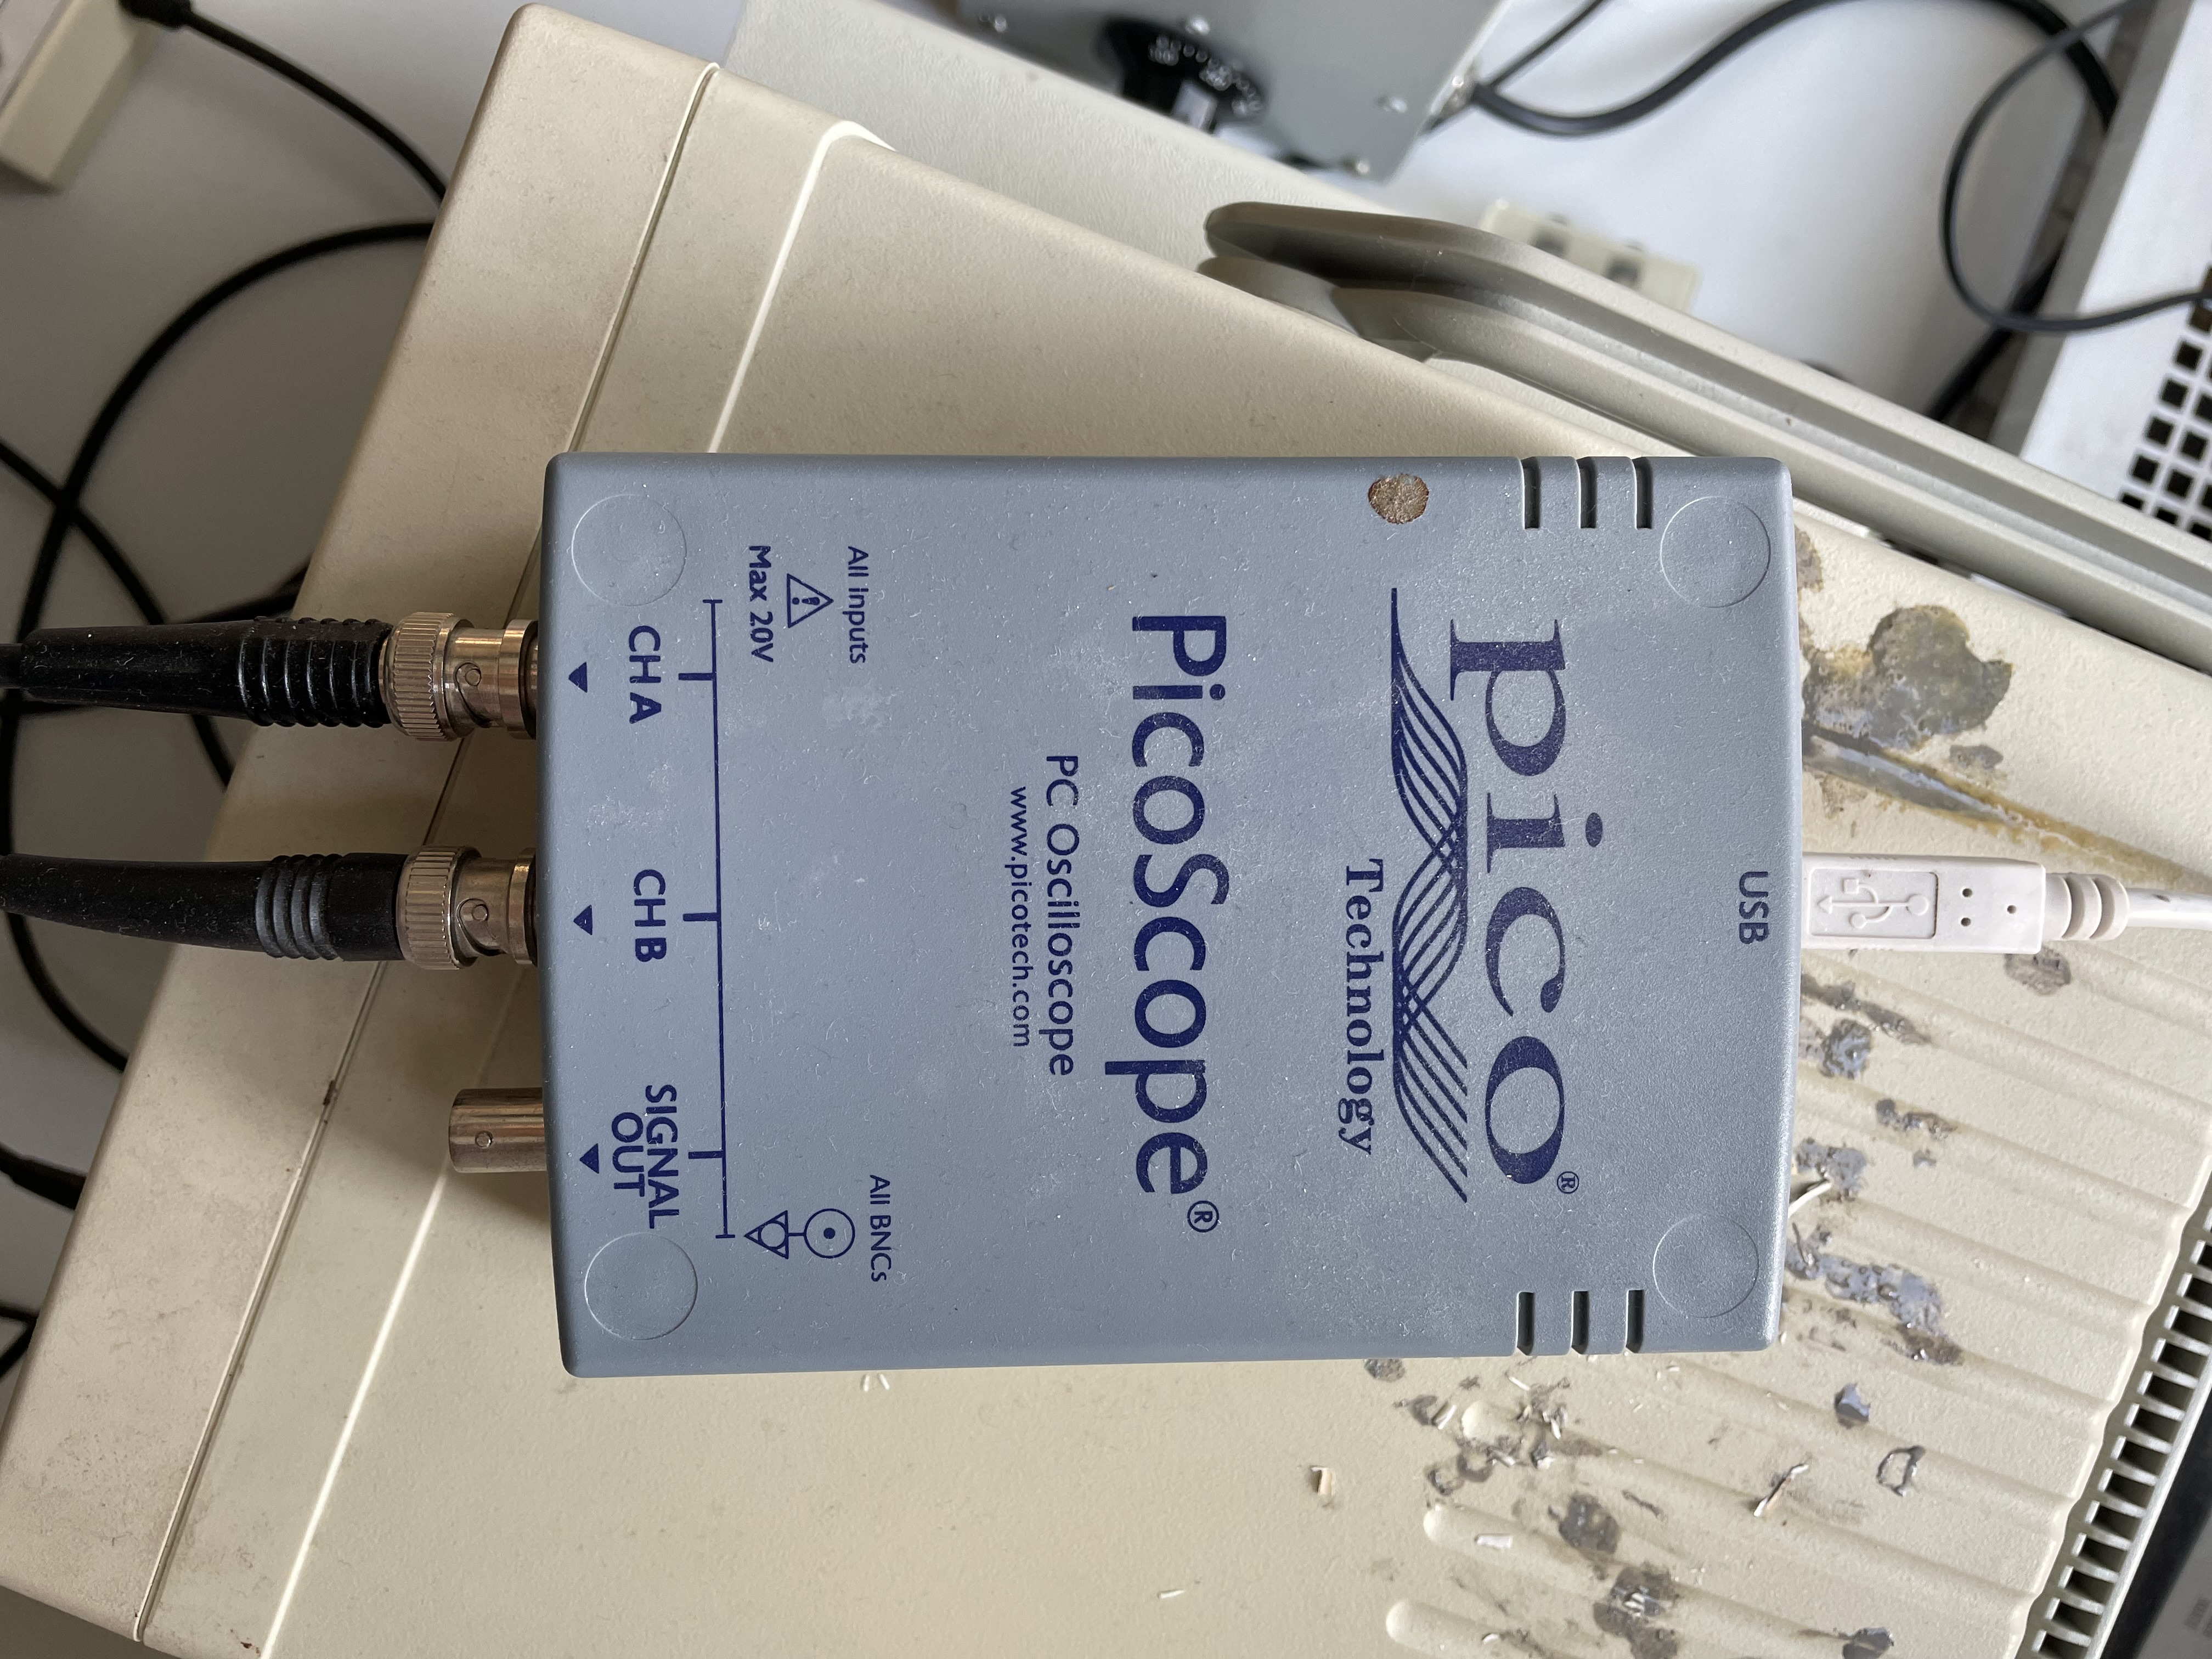 USB
pico®
Technology
PicoScope®
PC Oscilloscope
www.picotech.com
All Inputs
Max 20V
All BNCs
CH A
CH B
SIGNAL
OUT